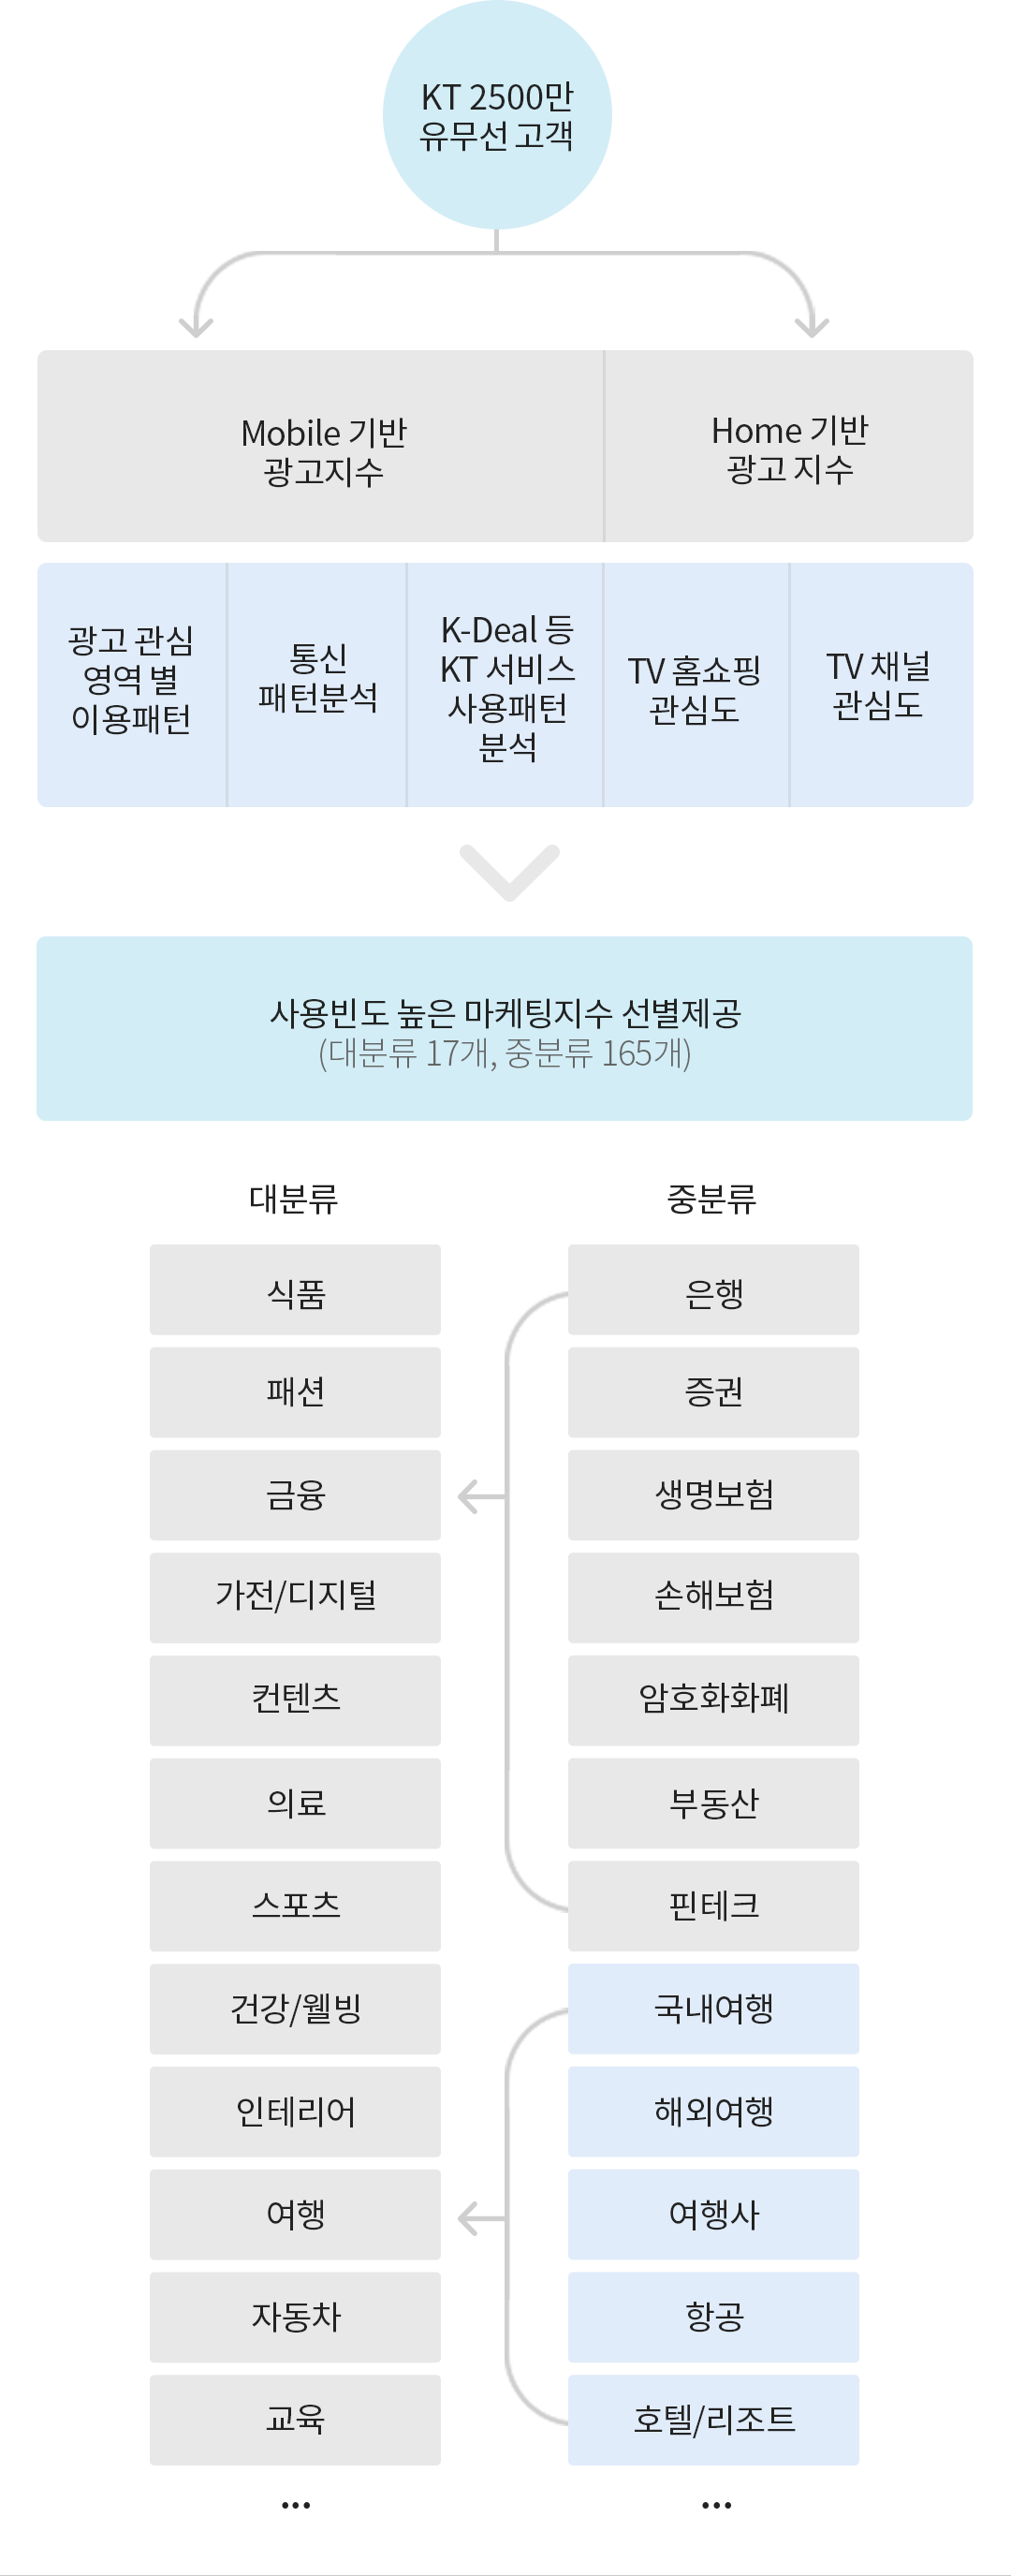 KT 2500만
유무선 고객
Mobile 기반
광고지수
Home 기반
광고 지수
광고 관심
영역 별
이용패턴
통신
패턴분석
K-Deal 등
KT 서비스
사용패턴
분석
TV 홈쇼핑
관심도
TV 채널
관심도
사용빈도 높은 마케팅지수 선별제공
(대분류 17개, 중분류 165개)
대분류
식품
패션
금융
가전/디지털
컨텐츠
의료
스포츠
건강/웰빙
인테리어
여행
자동차
교육
...
중분류
은행
증권
생명보험
손해보험
암호화화폐
부동산
핀테크
국내여행
해외여행
여행사
항공
호텔/리조트
...